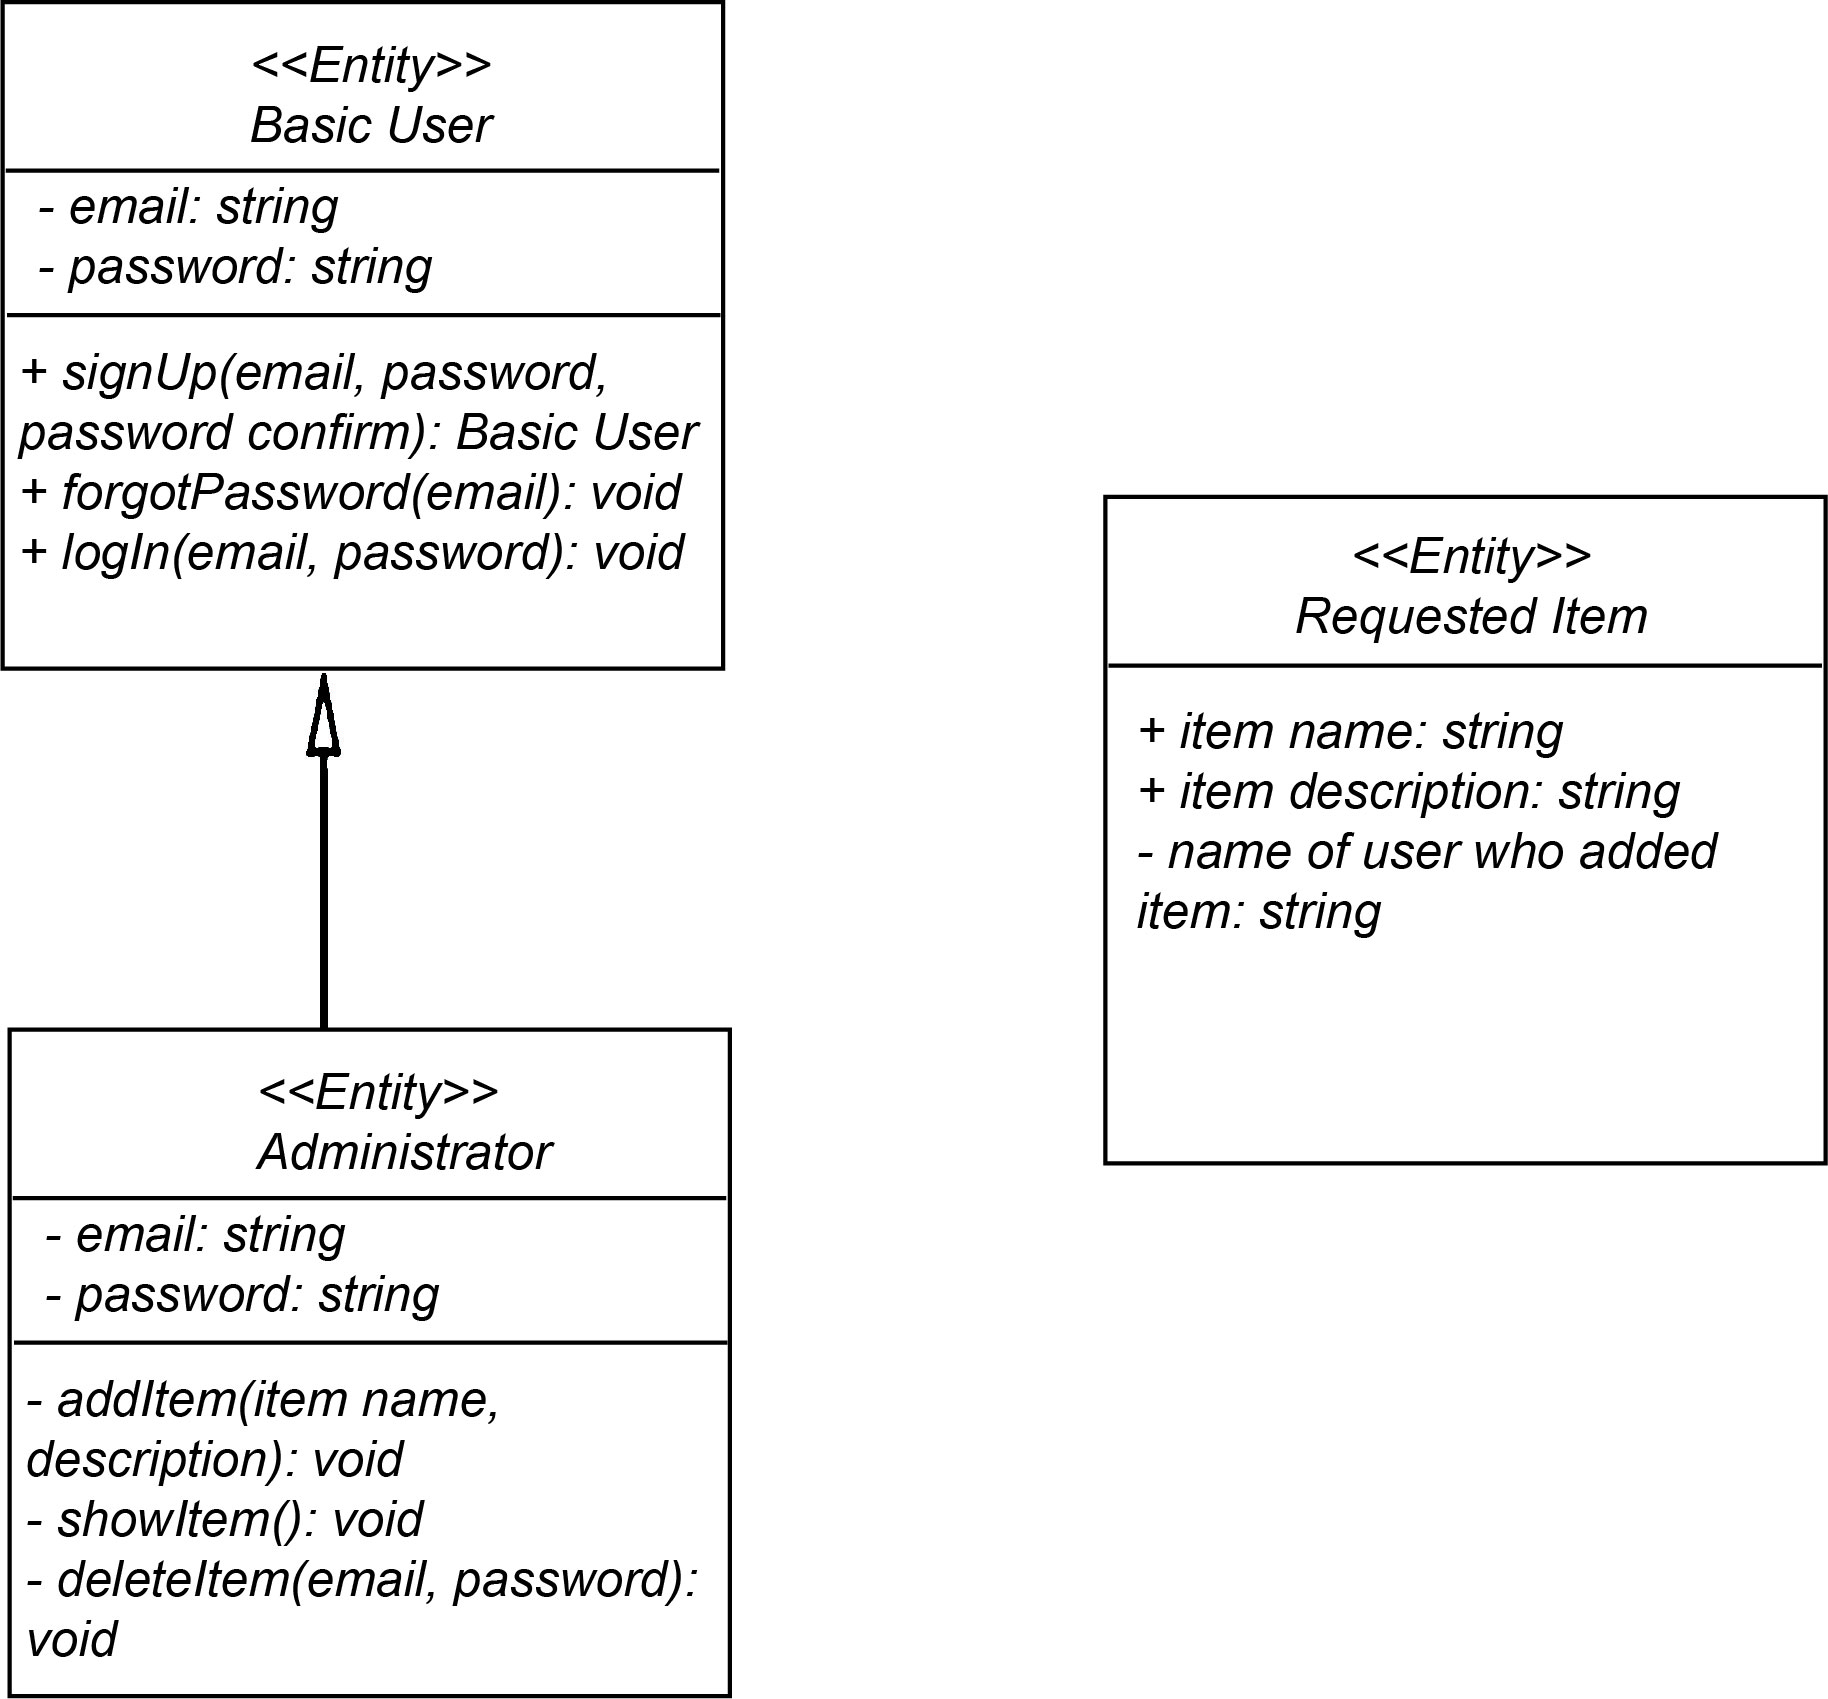 <<Entity>>
Basic User
- email: string
- password: string
+ signUp(email, password,
password confirm): Basic User
+ forgotPassword(email): void
+ logIn(email, password): void
<<Entity>>
Requested Item
+ item name: string
+ item description: string
- name of user who added
item: string
<<Entity>>
Administrator
- email: string
- password: string
- addItem(item name,
description): void
- showItem(): void
- deleteItem(email, password):
void